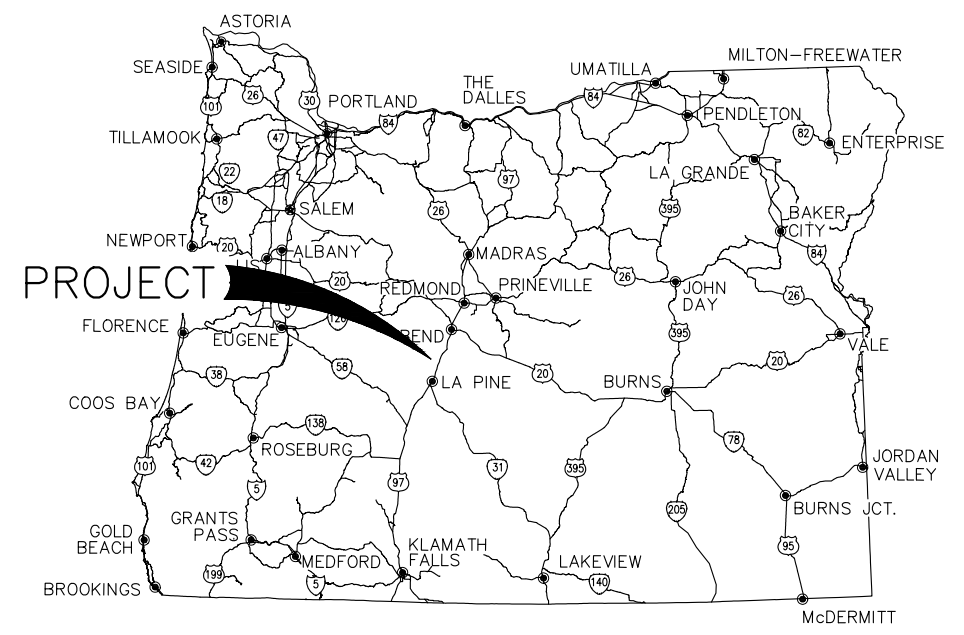 ASTORIA
SEASIDE
MILTON-FREEWATER
UMATILLA
THE
DALLES
101
26
30
PORTLAND
84
84
PENDLETON
TILLAMOOK
47
82
ENTERPRISE
22
97
LA GRANDE
18
SALEM
26
395
BAKER
CITY
NEWPORT
20
ALBANY
MADRAS
84
PROJECT
20
REDMOND
PRINEVILLE
26
JOHN
DAY
26
5
FLORENCE
EUGENE
BEND
395
VALE
38
58
LA PINE
20
BURNS
20
COOS BAY
138
ROSEBURG
78
101
42
31
395
JORDAN
VALLEY
5
97
205
BURNS JCT.
GOLD
BEACH
GRANTS
PASS
MEDFORD
KLAMATH
FALLS
LAKEVIEW
95
BROOKINGS
199
5
140
McDERMITT